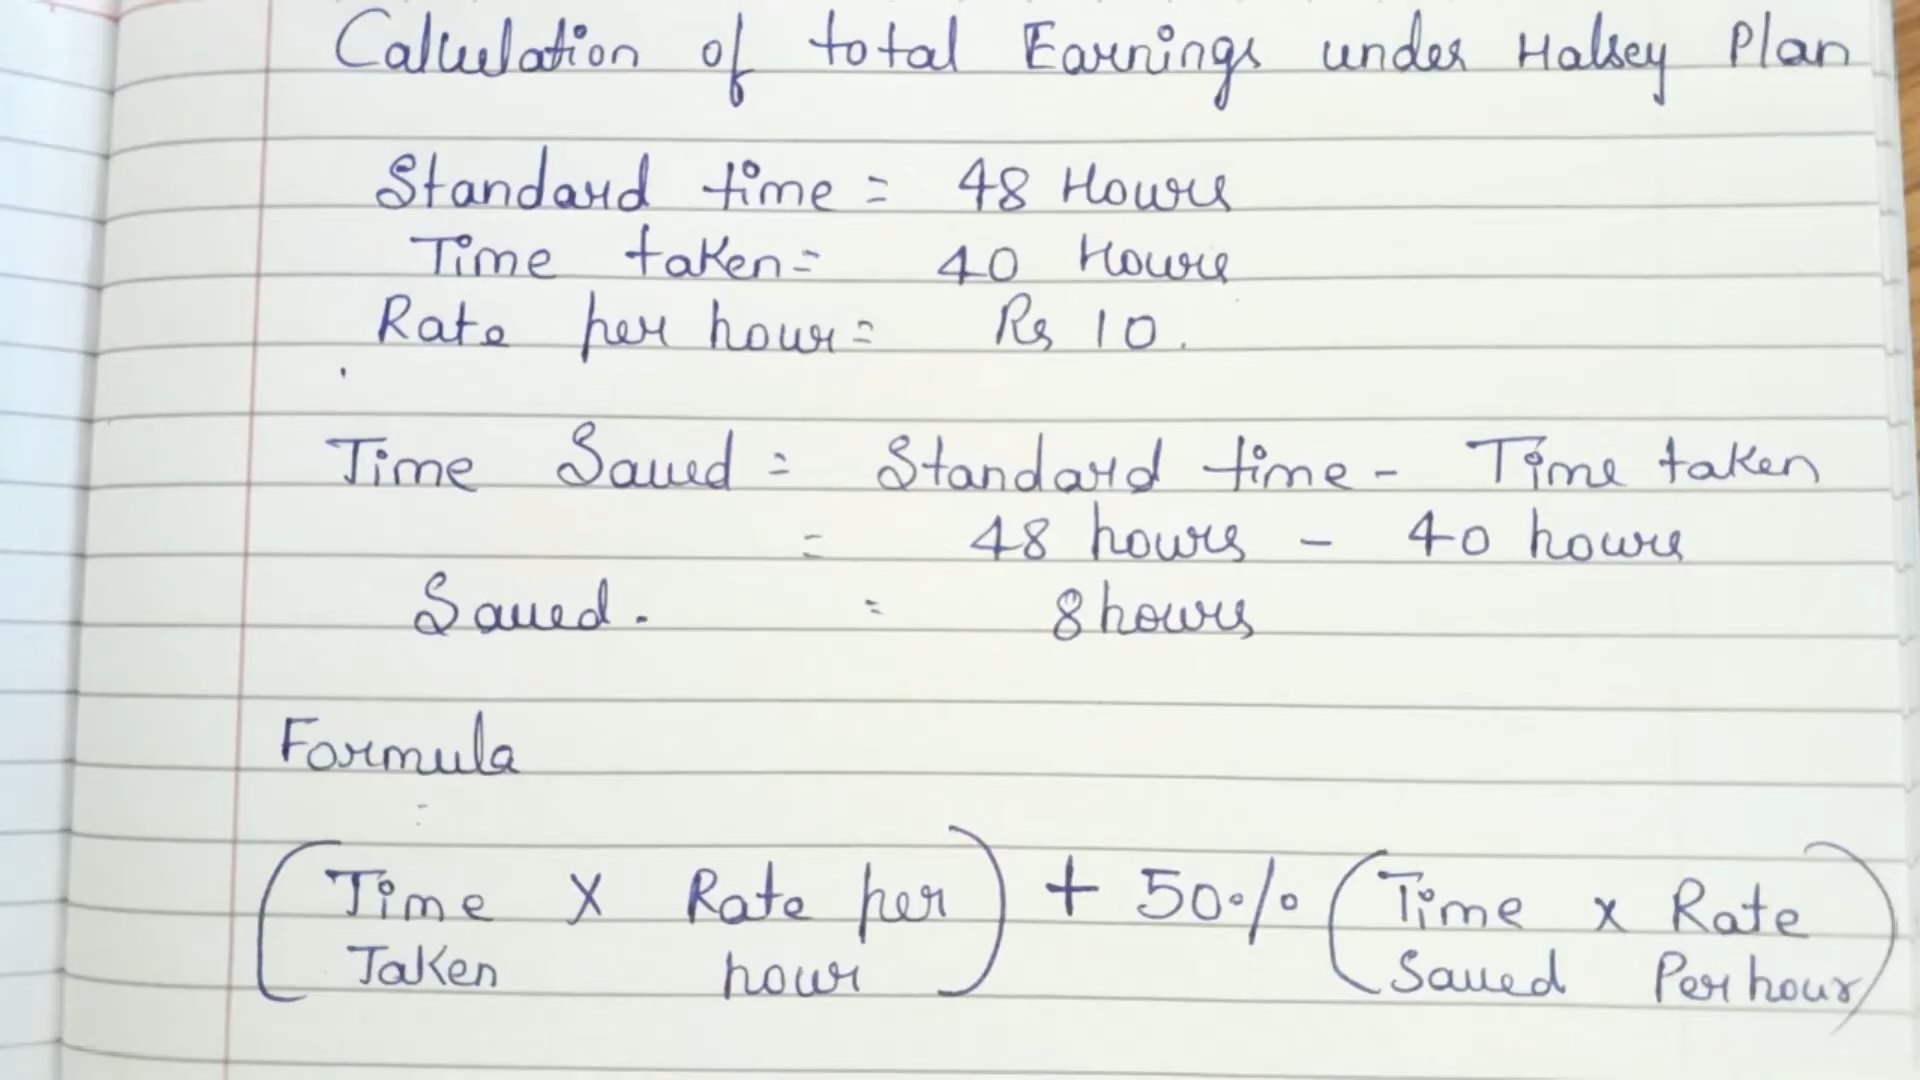 Calculation of total Earnings under Halsey Plan
Standard time = 48 Hours
Time taken = 40 Hours
Rate per hour = Rs 10.
Time Saved = Standard time - Time taken
= 48 hours - 40 hours
Saved. = 8 hours
Formula
(Time X Rate per + 50% (Time x Rate
Taken hour) Saved Per hour)